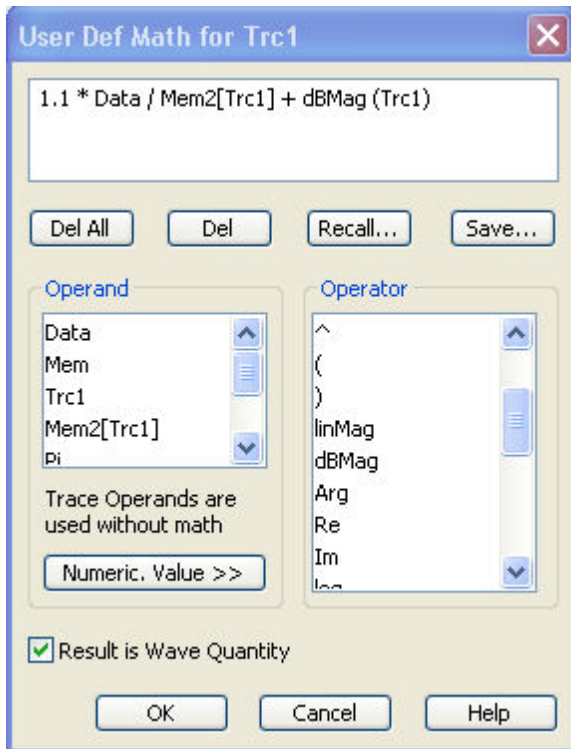 User Def Math for Trc1
1.1 * Data / Mem2[Trc1] + dBMag (Trc1)
Del All
Del
Recall...
Save...
Operand
Data
Mem
Trc1
Mem2[Trc1]
Pi
Trace Operands are
used without math
Numeric. Value >>
Operator
^
(
)
linMag
dBMag
Arg
Re
Im
log
Result is Wave Quantity
OK
Cancel
Help